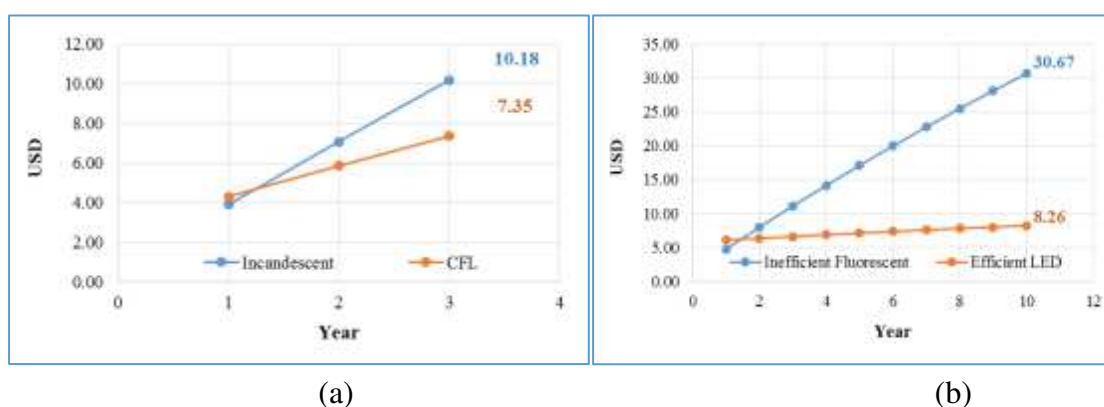 12.00
10.00
8.00
6.00
4.00
2.00
0.00
USD
10.18
7.35
Incandescent CFL
0 1 2 3 4
Year
(a)
35.00
30.00
25.00
20.00
15.00
10.00
5.00
0.00
USD
30.67
8.26
Inefficient Fluorescent Efficient LED
0 2 4 6 8 10 12
Year
(b)